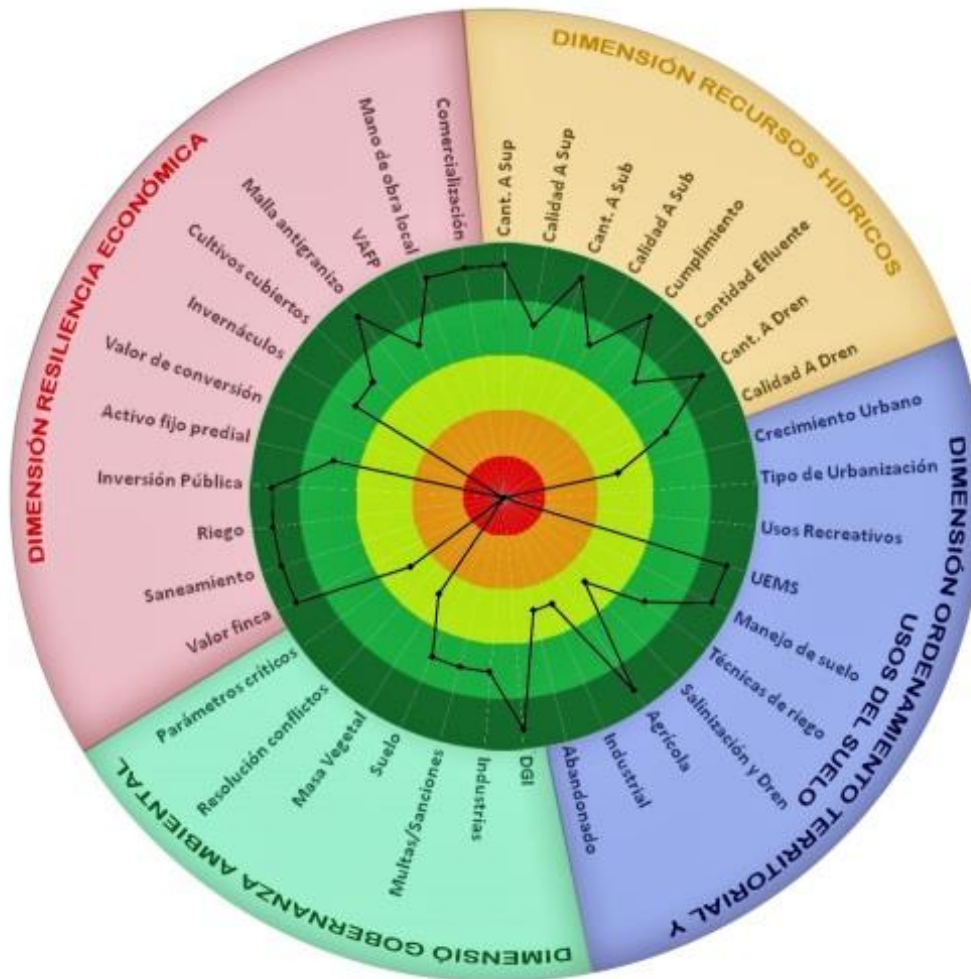 DIMENSIÓN RECURSOS HÍDRICOS
Cant. A Sup
Calidad A Sup
Cant. A Sub
Calidad A Sub
Cumplimiento
Cantidad Efluente
Cant. A Dren
Calidad A Dren
DIMENSIÓN ORDENAMIENTO TERRITORIAL Y
USOS DEL SUELO
Crecimiento Urbano
Tipo de Urbanización
Usos Recreativos
UEMS
Manejo de suelo
Técnicas de riego
Salinización y Dren
Agrícola
Industrial
Abandonado
DIMENSIÓ GOBERNANZA AMBIENTAL
DGI
Industrias
Multas/Sanciones
Suelo
Masa Vegetal
Resolución conflictos
Parámetros críticos
DIMENSIÓN RESILIENCIA ECONÓMICA
Valor finca
Saneamiento
Riego
Inversión Pública
Activo fijo predial
Valor de conversión
Invernáculos
Cultivos cubiertos
Malla antigranizo
VAFP
Mano de obra local
Comercialización